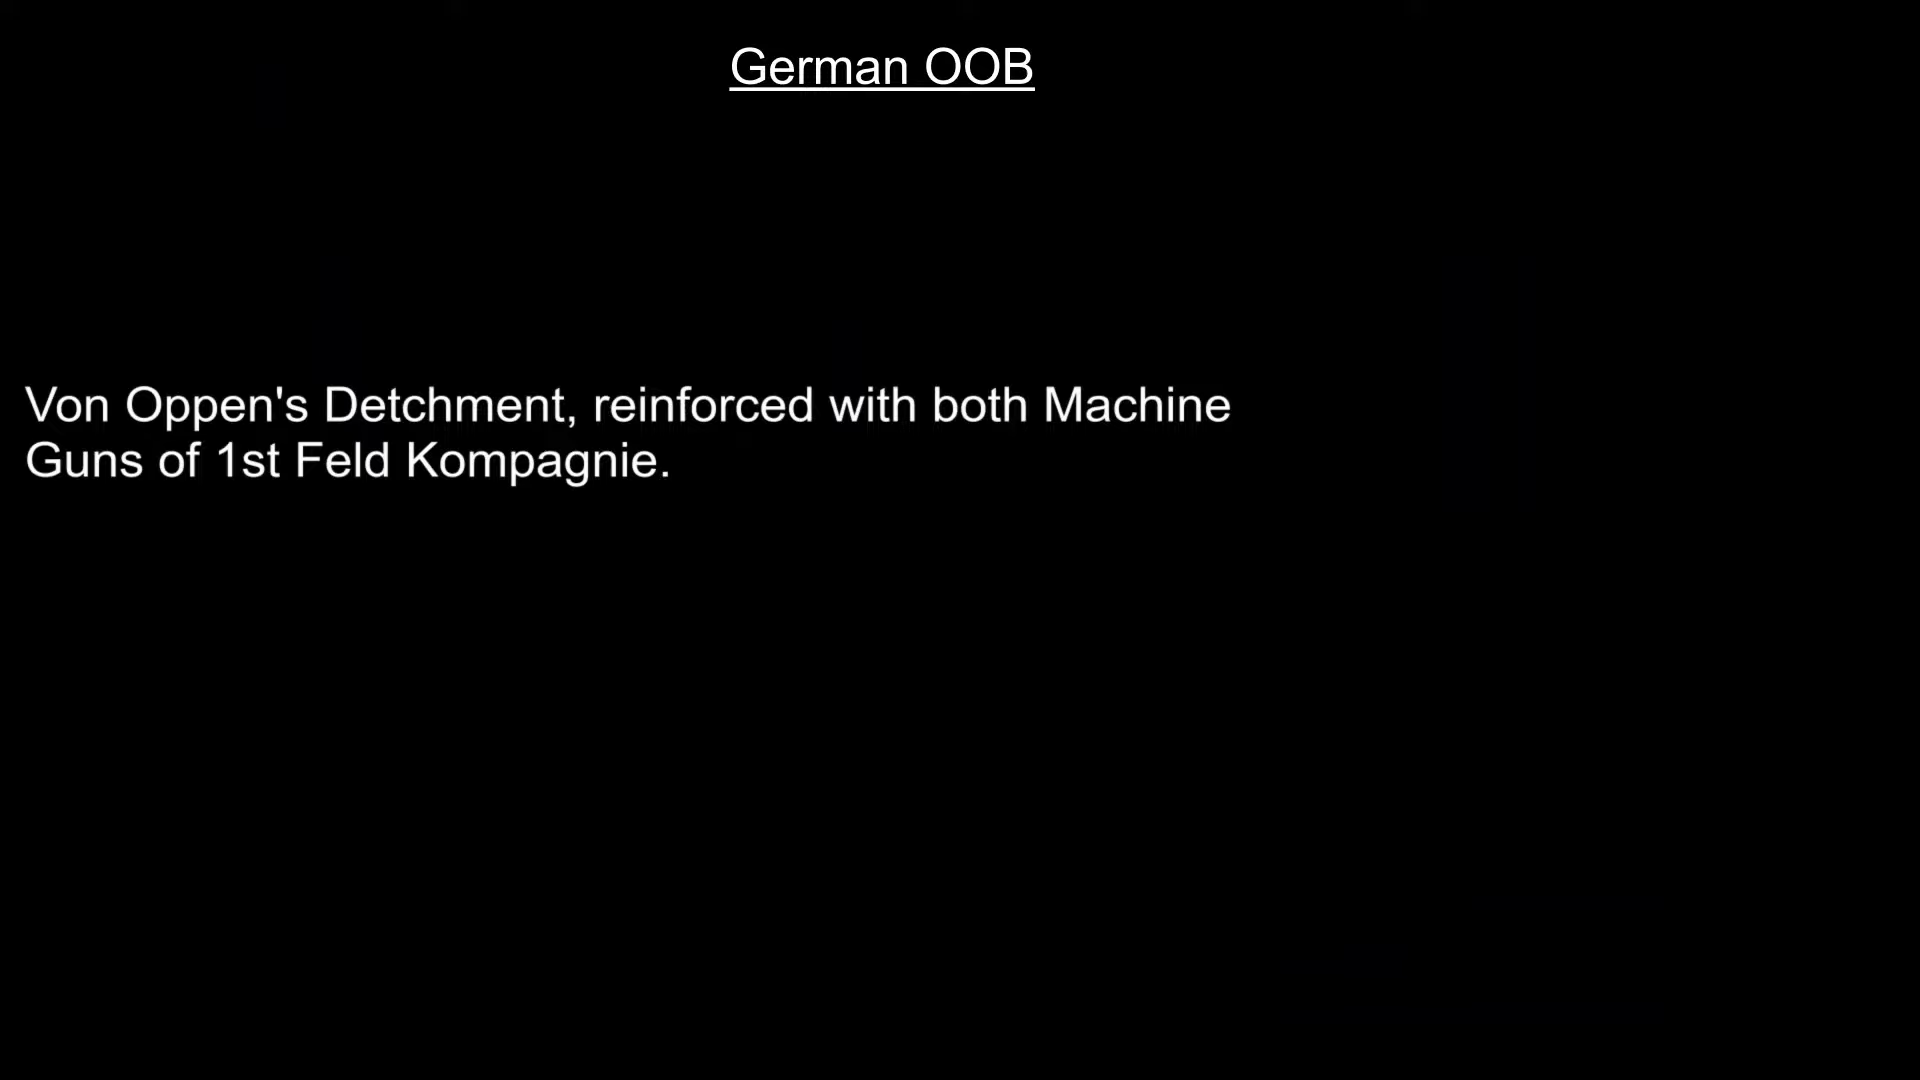 German OOB
Von Oppen's Detchment, reinforced with both Machine
Guns of 1st Feld Kompagnie.